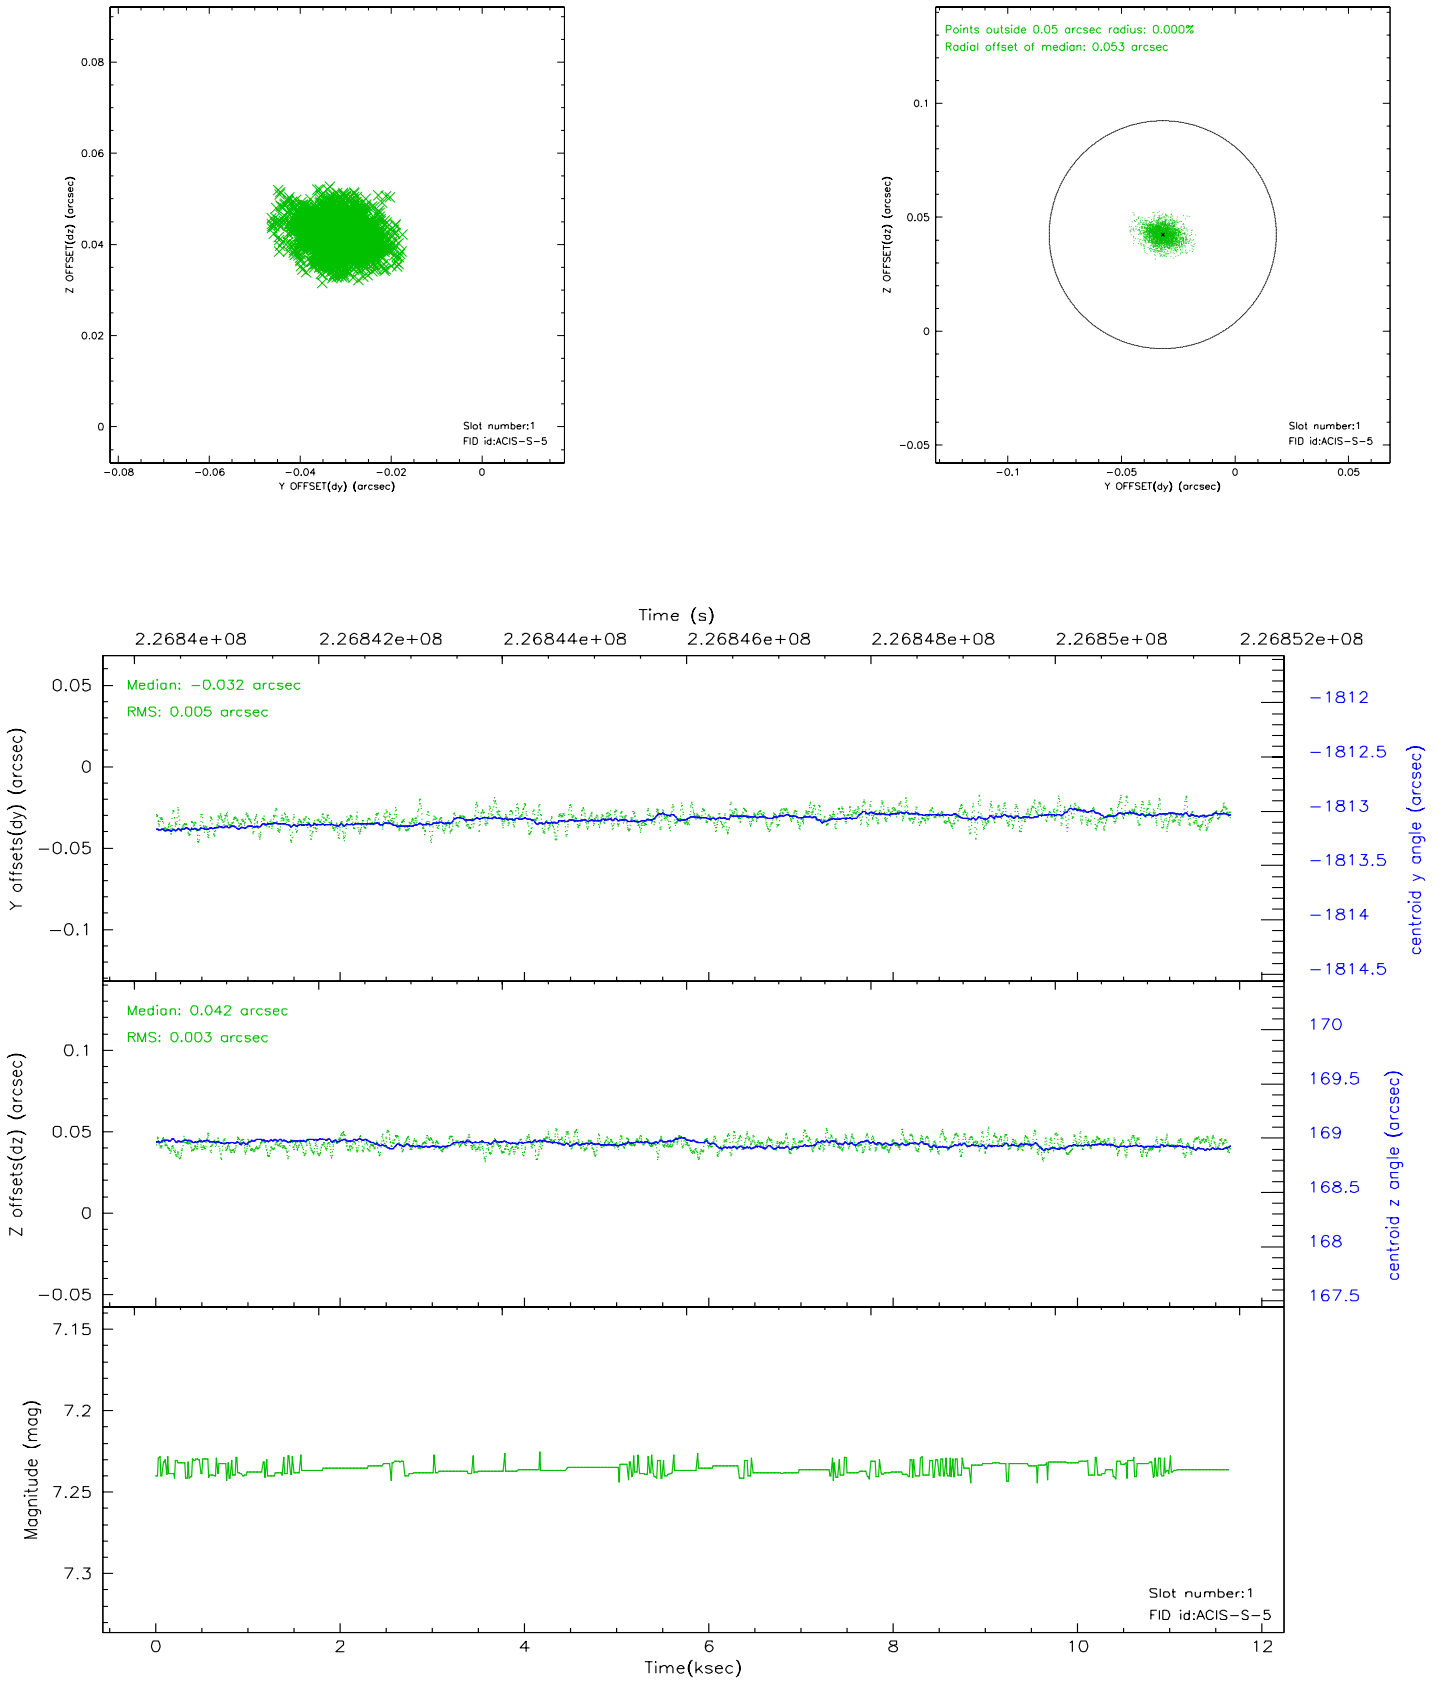 0.08
0.06
0.04
0.02
0
Z OFFSET(dz) (arcsec)
Slot number:1
FID id:ACIS-S-5
-0.08 -0.06 -0.04 -0.02 0
Y OFFSET(dy) (arcsec)
Points outside 0.05 arcsec radius: 0.000%
Radial offset of median: 0.053 arcsec
0.1
0.05
0
-0.05
Z OFFSET(dz) (arcsec)
Slot number:1
FID id:ACIS-S-5
-0.1 -0.05 0 0.05
Y OFFSET(dy) (arcsec)
Time (s)
2.2684e+08 2.26842e+08 2.26844e+08 2.26846e+08 2.26848e+08 2.2685e+08 2.26852e+08
Median: -0.032 arcsec
RMS: 0.005 arcsec
0.05
0
-0.05
-0.1
Y offsets(dy) (arcsec)
-1812
-1812.5
-1813
-1813.5
-1814
-1814.5
centroid y angle (arcsec)
Median: 0.042 arcsec
RMS: 0.003 arcsec
0.1
0.05
0
-0.05
Z offsets(dz) (arcsec)
170
169.5
169
168.5
168
167.5
centroid z angle (arcsec)
7.15
7.2
7.25
7.3
Magnitude (mag)
Slot number:1
FID id:ACIS-S-5
0 2 4 6 8 10 12
Time(ksec)